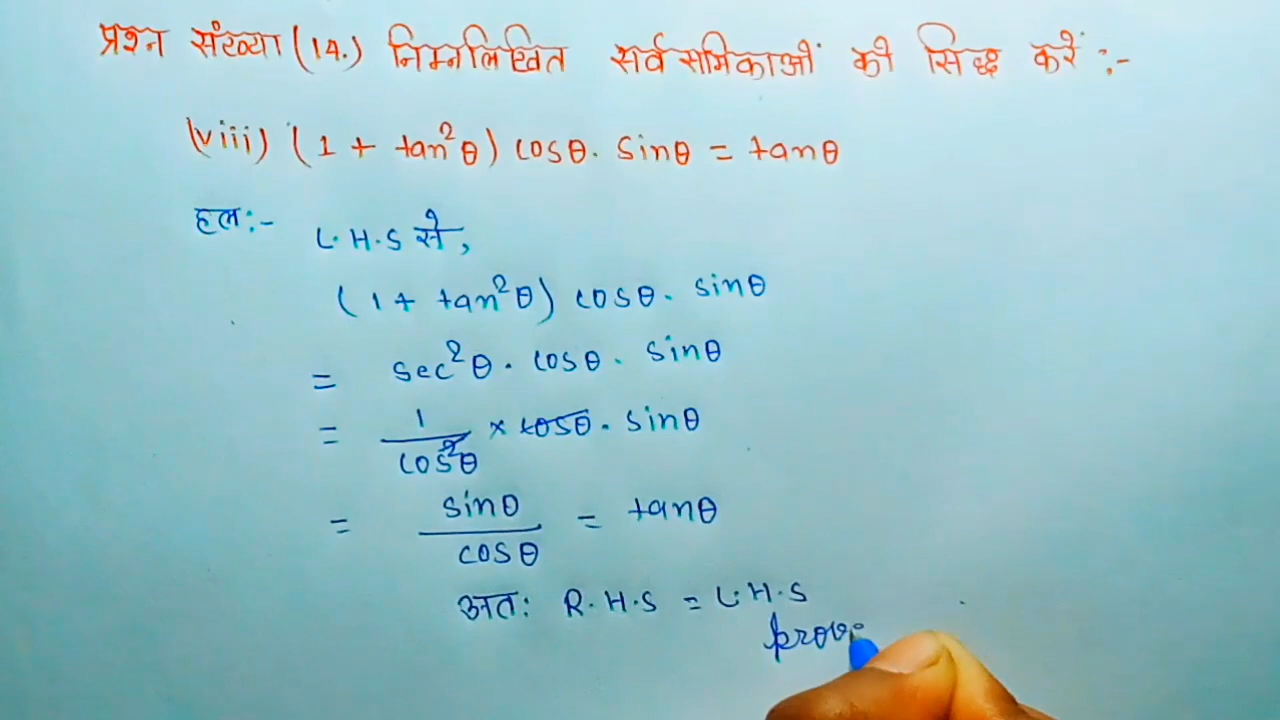 प्रश्न संख्या (14.) निम्नलिखित सर्वसमिकाओं को सिद्ध करें :-
(viii) (1 + tan²θ) cosθ. sinθ = tanθ
हल:-
L.H.S से,
(1 + tan²θ) cosθ. sinθ
= sec²θ. cosθ. sinθ
= 1/cos²θ × cosθ. sinθ
= sinθ/cosθ = tanθ
अत: R.H.S = L.H.S
prove